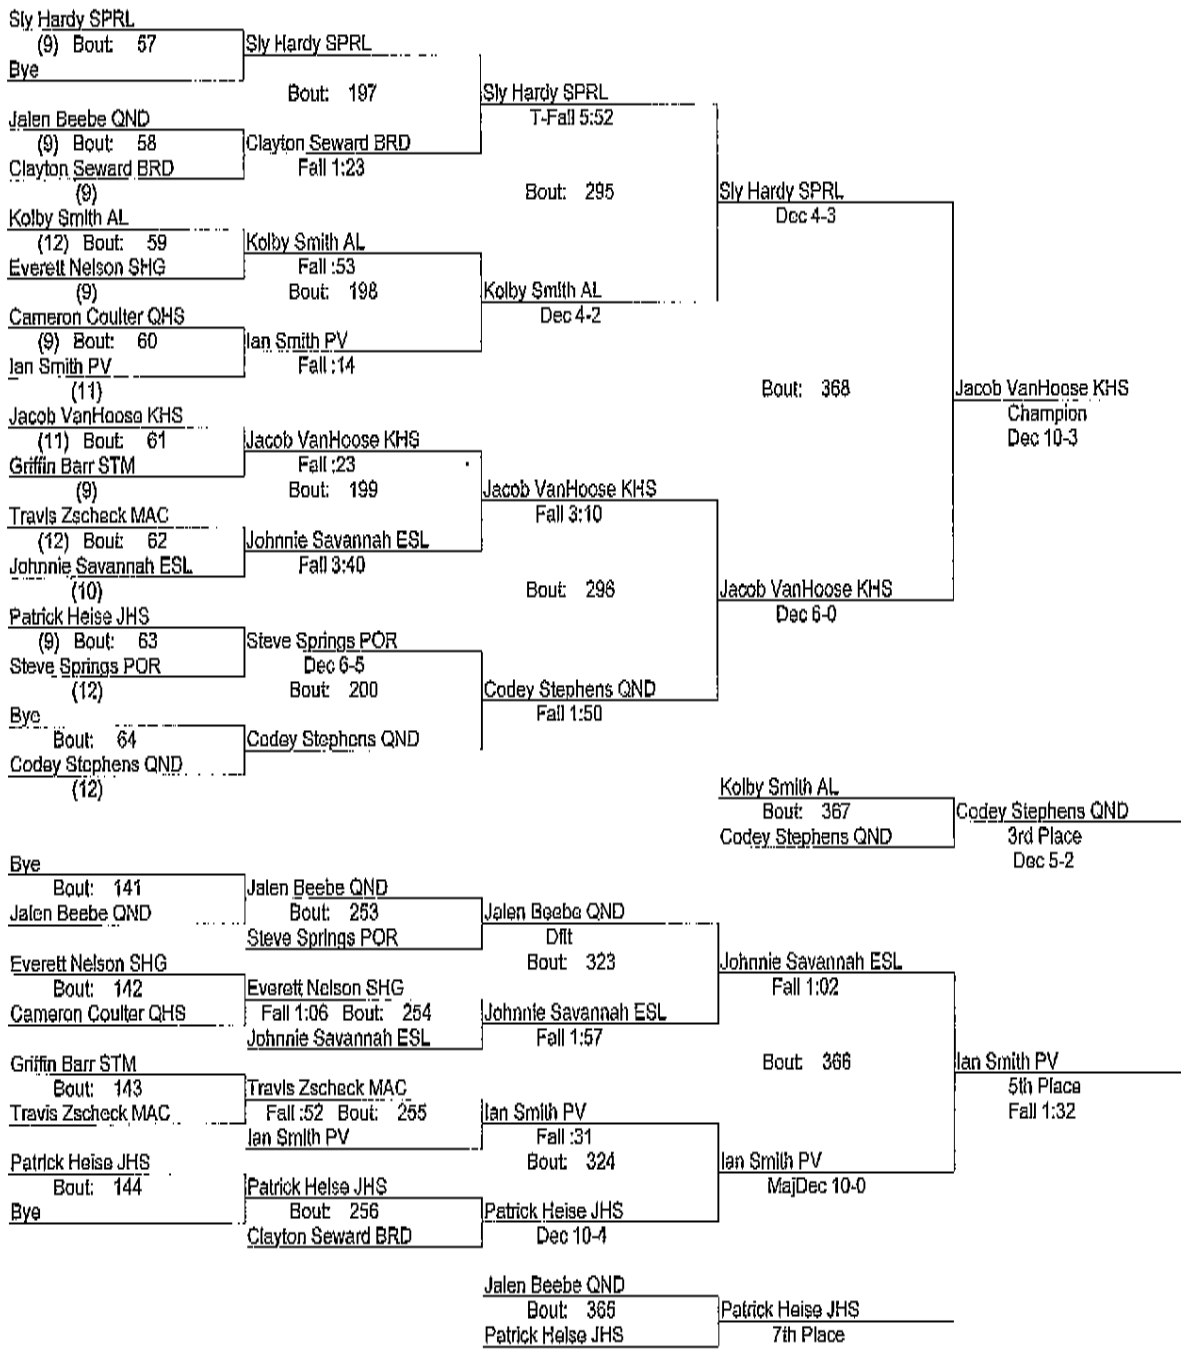 Sly Hardy SPRL
(9) Bout: 57
Bye
Sly Hardy SPRL
Bout: 197
Jalen Beebe QND
(9) Bout: 58
Clayton Seward BRD
(9)
Clayton Seward BRD
Fall 1:23
Sly Hardy SPRL
T-Fall 5:52
Bout: 295
Kolby Smith AL
(12) Bout: 59
Everett Nelson SHG
(9)
Kolby Smith AL
Fall :53
Bout: 198
Cameron Coulter QHS
(9) Bout: 60
Ian Smith PV
(11)
Ian Smith PV
Fall :14
Kolby Smith AL
Dec 4-2
Sly Hardy SPRL
Dec 4-3
Bout: 368
Jacob VanHoose KHS
Champion
Dec 10-3
Jacob VanHoose KHS
(11) Bout: 61
Griffin Barr STM
(9)
Jacob VanHoose KHS
Fall :23
Bout: 199
Travis Zscheck MAC
(12) Bout: 62
Johnnie Savannah ESL
(10)
Johnnie Savannah ESL
Fall 3:40
Jacob VanHoose KHS
Fall 3:10
Bout: 296
Patrick Heise JHS
(9) Bout: 63
Steve Springs POR
(12)
Steve Springs POR
Dec 6-5
Bout: 200
Bye
Bout: 64
Codey Stephens QND
(12)
Codey Stephens QND
Codey Stephens QND
Fall 1:50
Jacob VanHoose KHS
Dec 6-0
Kolby Smith AL
Bout: 367
Codey Stephens QND
Codey Stephens QND
3rd Place
Dec 5-2
Bye
Bout: 141
Jalen Beebe QND
Jalen Beebe QND
Bout: 253
Steve Springs POR
Jalen Beebe QND
Dflt
Bout: 323
Everett Nelson SHG
Bout: 142
Cameron Coulter QHS
Everett Nelson SHG
Fall 1:06 Bout: 254
Johnnie Savannah ESL
Johnnie Savannah ESL
Fall 1:57
Johnnie Savannah ESL
Fall 1:02
Bout: 366
Ian Smith PV
5th Place
Fall 1:32
Griffin Barr STM
Bout: 143
Travis Zscheck MAC
Travis Zscheck MAC
Fall :52 Bout: 255
Ian Smith PV
Ian Smith PV
Fall :31
Bout: 324
Patrick Heise JHS
Bout: 144
Bye
Patrick Heise JHS
Bout: 256
Clayton Seward BRD
Patrick Heise JHS
Dec 10-4
Ian Smith PV
MajDec 10-0
Jalen Beebe QND
Bout: 365
Patrick Heise JHS
Patrick Heise JHS
7th Place